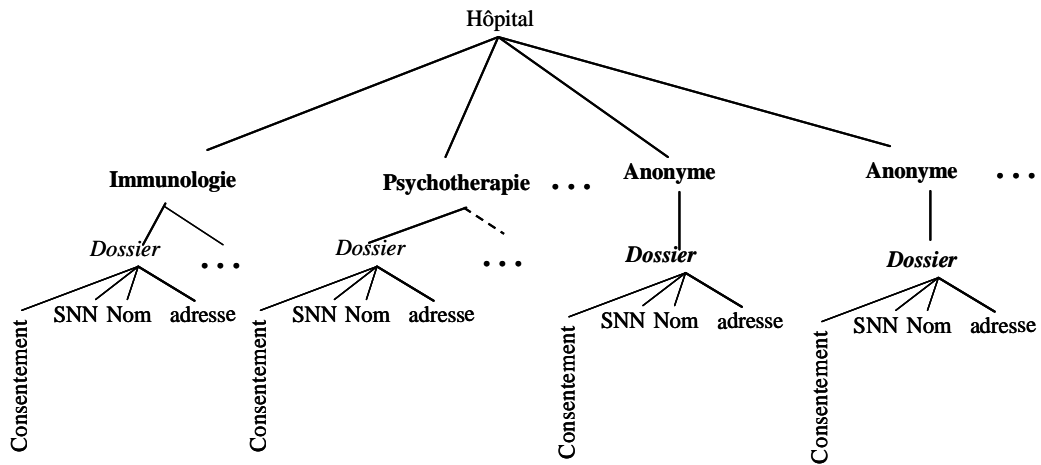 Hôpital
Immunologie
Psychotherapie
...
Anonyme
Anonyme
...
Dossier
...
Dossier
...
Dossier
Dossier
Consentement
SNN Nom adresse
Consentement
SNN Nom adresse
Consentement
SNN Nom adresse
Consentement
SNN Nom adresse